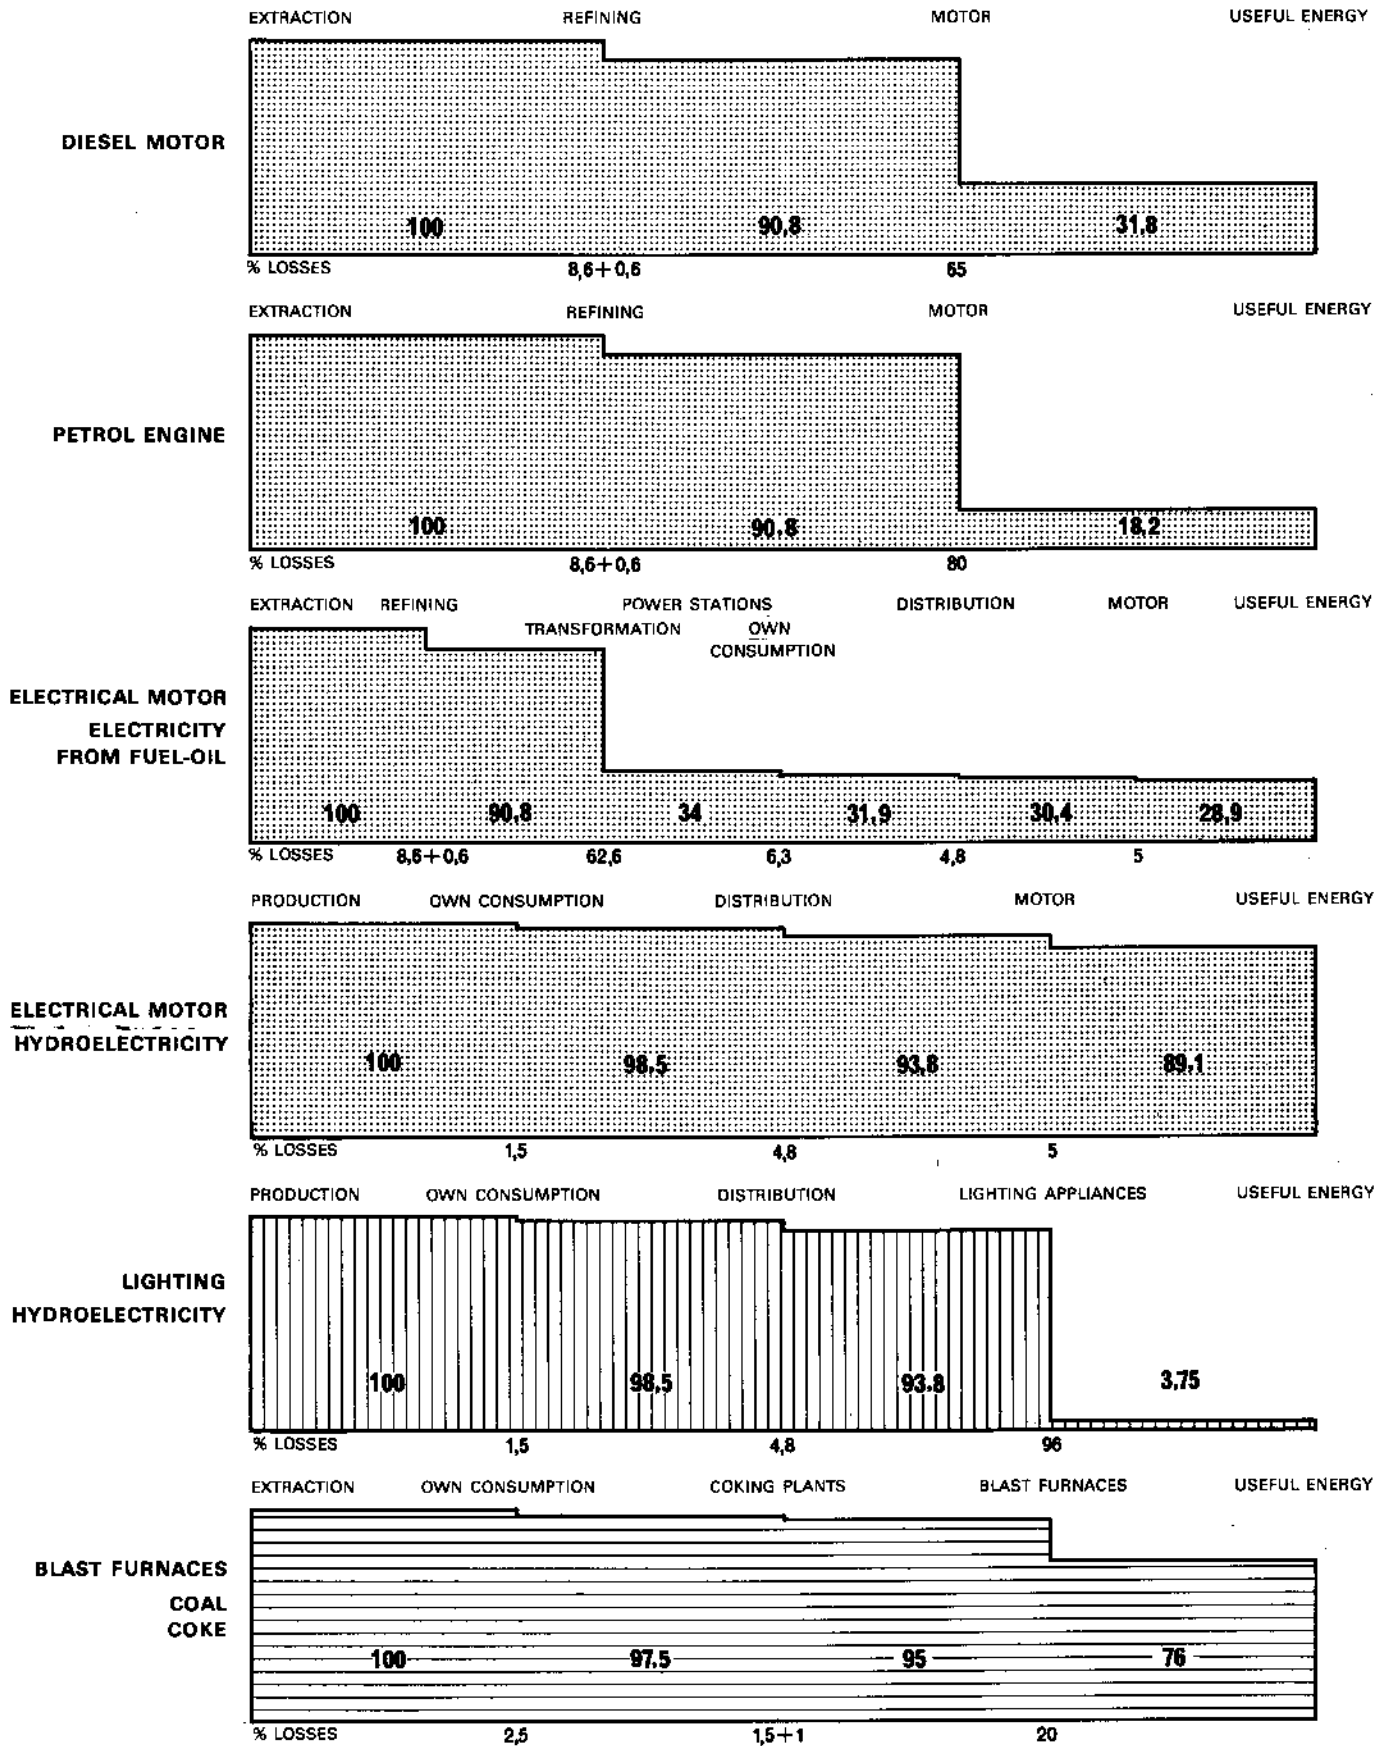 EXTRACTION REFINING MOTOR USEFUL ENERGY
DIESEL MOTOR
100 90,8 31,8
% LOSSES 8,6+0,6 65
EXTRACTION REFINING MOTOR USEFUL ENERGY
PETROL ENGINE
100 90,8 18,2
% LOSSES 8,6+0,6 80
EXTRACTION REFINING POWER STATIONS DISTRIBUTION MOTOR USEFUL ENERGY
TRANSFORMATION OWN
CONSUMPTION
ELECTRICAL MOTOR
ELECTRICITY
FROM FUEL-OIL
100 90,8 34 31,9 30,4 28,9
% LOSSES 8,6+0,6 62,6 6,3 4,8 5
PRODUCTION OWN CONSUMPTION DISTRIBUTION MOTOR USEFUL ENERGY
ELECTRICAL MOTOR
HYDROELECTRICITY
100 98,5 93,8 89,1
% LOSSES 1,5 4,8 5
PRODUCTION OWN CONSUMPTION DISTRIBUTION LIGHTING APPLIANCES USEFUL ENERGY
LIGHTING
HYDROELECTRICITY
100 98,5 93,8 3,75
% LOSSES 1,5 4,8 96
EXTRACTION OWN CONSUMPTION COKING PLANTS BLAST FURNACES USEFUL ENERGY
BLAST FURNACES
COAL
COKE
100 97,5 95 76
% LOSSES 2,5 1,5+1 20